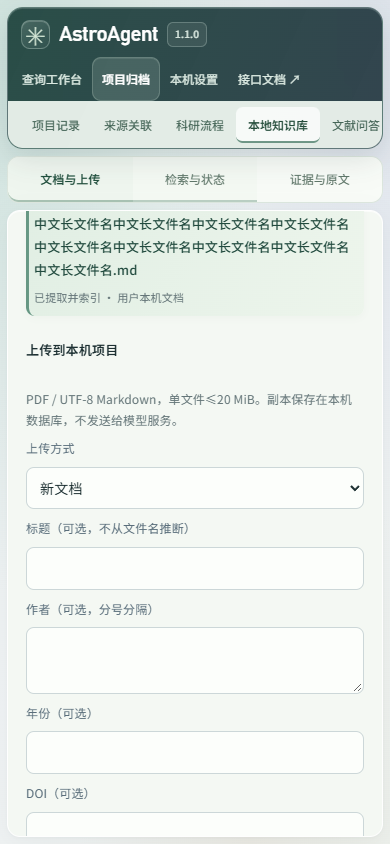 AstroAgent 1.1.0
查询工作台 项目归档 本机设置 接口文档 ↗
项目记录 来源关联 科研流程 本地知识库 文献问答
文档与上传 检索与状态 证据与原文
中文长文件名中文长文件名中文长文件名中文长文件名
中文长文件名中文长文件名中文长文件名中文长文件名
中文长文件名.md
已提取并索引 · 用户本机文档
上传到本机项目
PDF / UTF-8 Markdown，单文件≤20 MiB。副本保存在本机
数据库，不发送给模型服务。
上传方式
新文档
标题（可选，不从文件名推断）
作者（可选，分号分隔）
年份（可选）
DOI（可选）